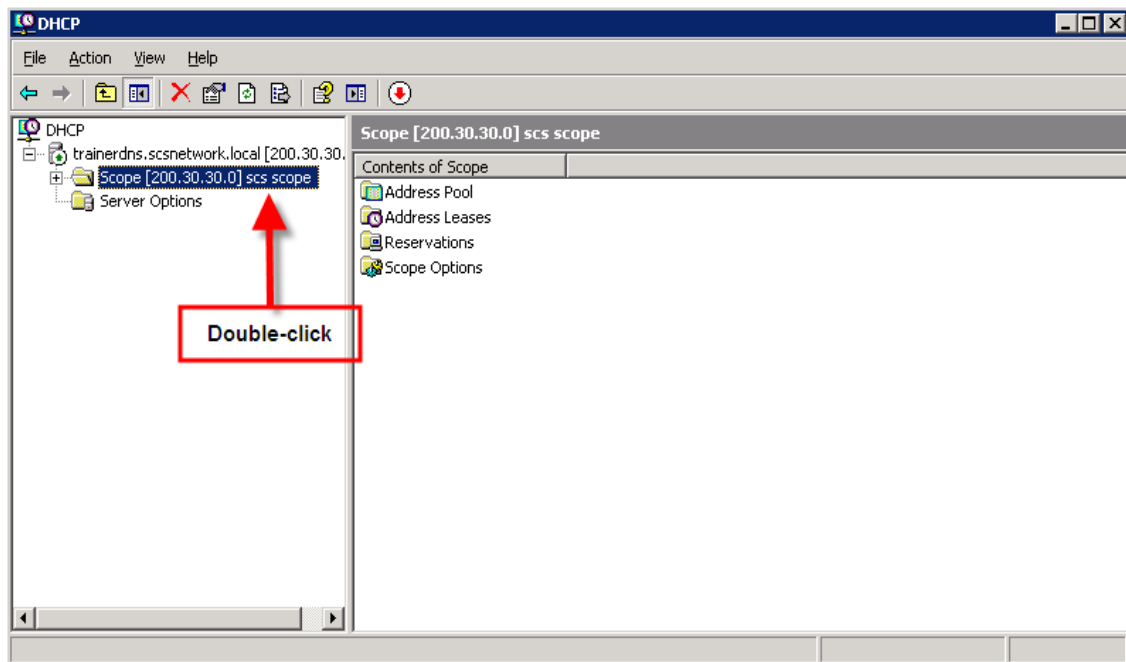 DHCP
File Action View Help
DHCP
trainerdns.scsnetwork.local [200.30.30.
Scope [200.30.30.0] scs scope
Server Options
Double-click
Scope [200.30.30.0] scs scope
Contents of Scope
Address Pool
Address Leases
Reservations
Scope Options